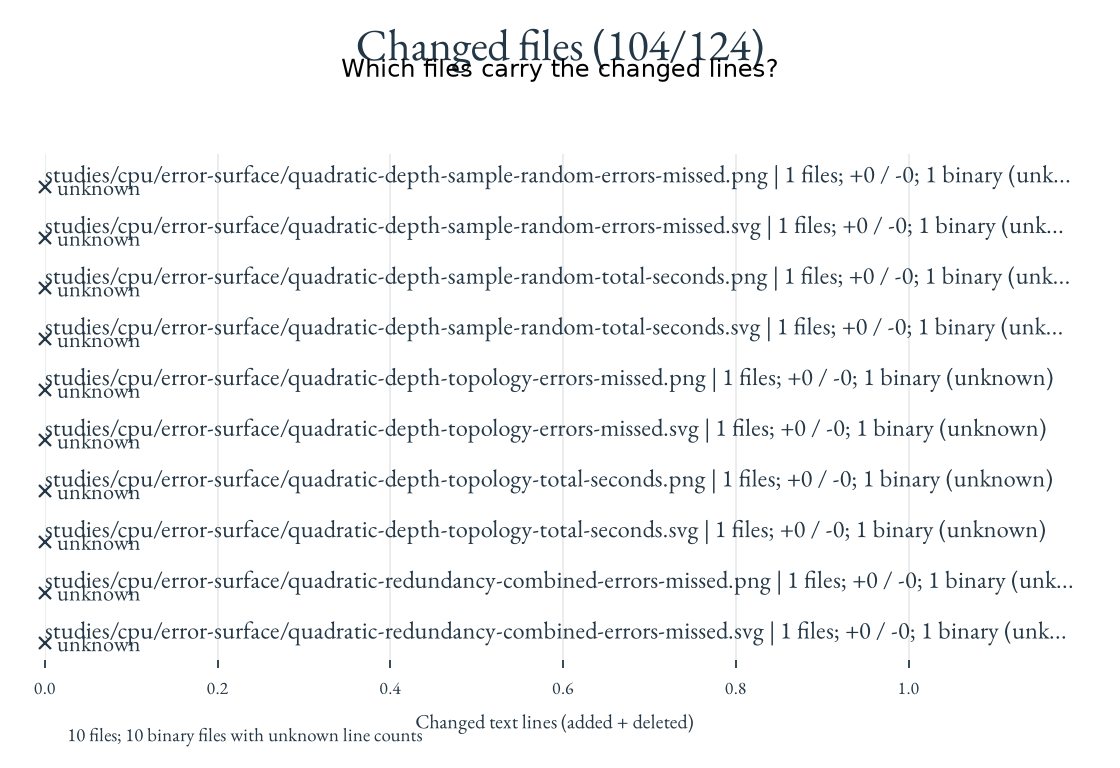 Changed files (104/124)
Which files carry the changed lines?
studies/cpu/error-surface/quadratic-depth-sample-random-errors-missed.png | 1 files; +0 / -0; 1 binary (unk...
unknown
studies/cpu/error-surface/quadratic-depth-sample-random-errors-missed.svg | 1 files; +0 / -0; 1 binary (unk...
unknown
studies/cpu/error-surface/quadratic-depth-sample-random-total-seconds.png | 1 files; +0 / -0; 1 binary (unk...
unknown
studies/cpu/error-surface/quadratic-depth-sample-random-total-seconds.svg | 1 files; +0 / -0; 1 binary (unk...
unknown
studies/cpu/error-surface/quadratic-depth-topology-errors-missed.png | 1 files; +0 / -0; 1 binary (unknown)
unknown
studies/cpu/error-surface/quadratic-depth-topology-errors-missed.svg | 1 files; +0 / -0; 1 binary (unknown)
unknown
studies/cpu/error-surface/quadratic-depth-topology-total-seconds.png | 1 files; +0 / -0; 1 binary (unknown)
unknown
studies/cpu/error-surface/quadratic-depth-topology-total-seconds.svg | 1 files; +0 / -0; 1 binary (unknown)
unknown
studies/cpu/error-surface/quadratic-redundancy-combined-errors-missed.png | 1 files; +0 / -0; 1 binary (unk...
unknown
studies/cpu/error-surface/quadratic-redundancy-combined-errors-missed.svg | 1 files; +0 / -0; 1 binary (unk...
unknown
0.0 0.2 0.4 0.6 0.8 1.0
Changed text lines (added + deleted)
10 files; 10 binary files with unknown line counts